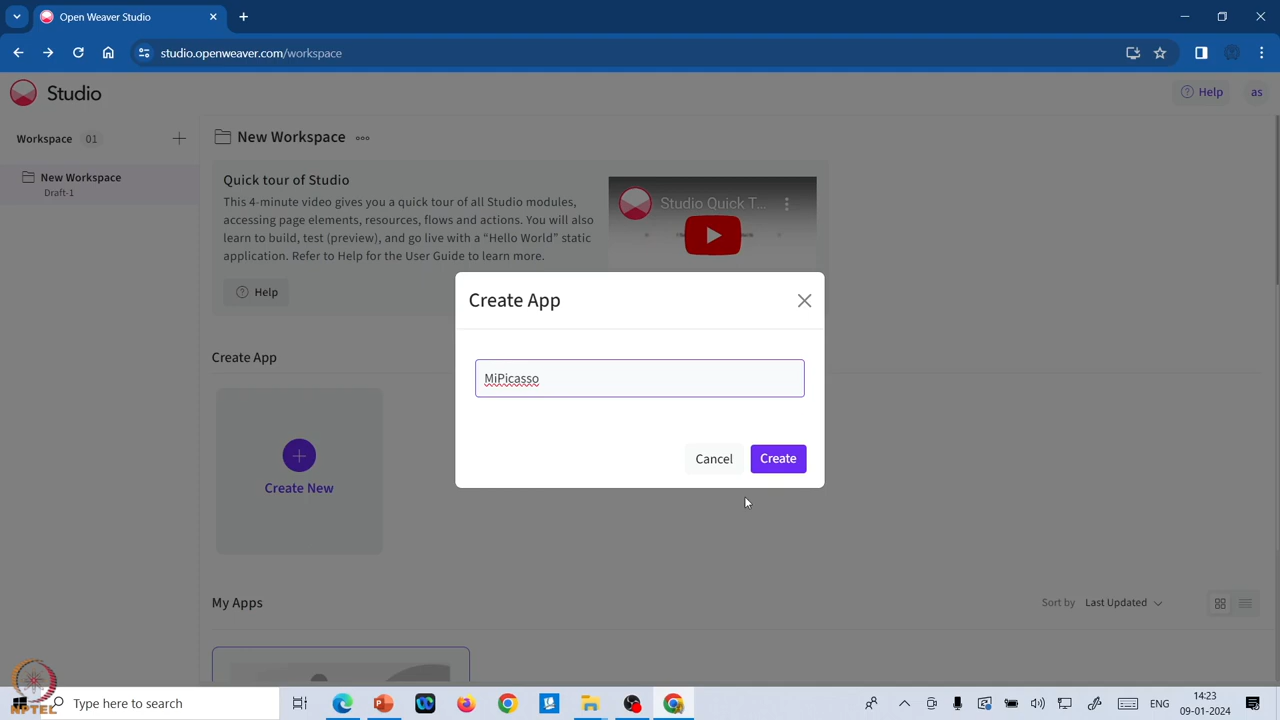 Open Weaver Studio
studio.openweaver.com/workspace
Studio
Help
as
Workspace 01
New Workspace
Draft-1
New Workspace
Quick tour of Studio
This 4-minute video gives you a quick tour of all Studio modules,
accessing page elements, resources, flows and actions. You will also
learn to build, test (preview), and go live with a “Hello World” static
application. Refer to Help for the User Guide to learn more.
Studio Quick T...
Help
Create App
MiPicasso
Cancel
Create
Create App
Create New
My Apps
Sort by Last Updated
NPTEL
Type here to search
ENG
14:23
09-01-2024